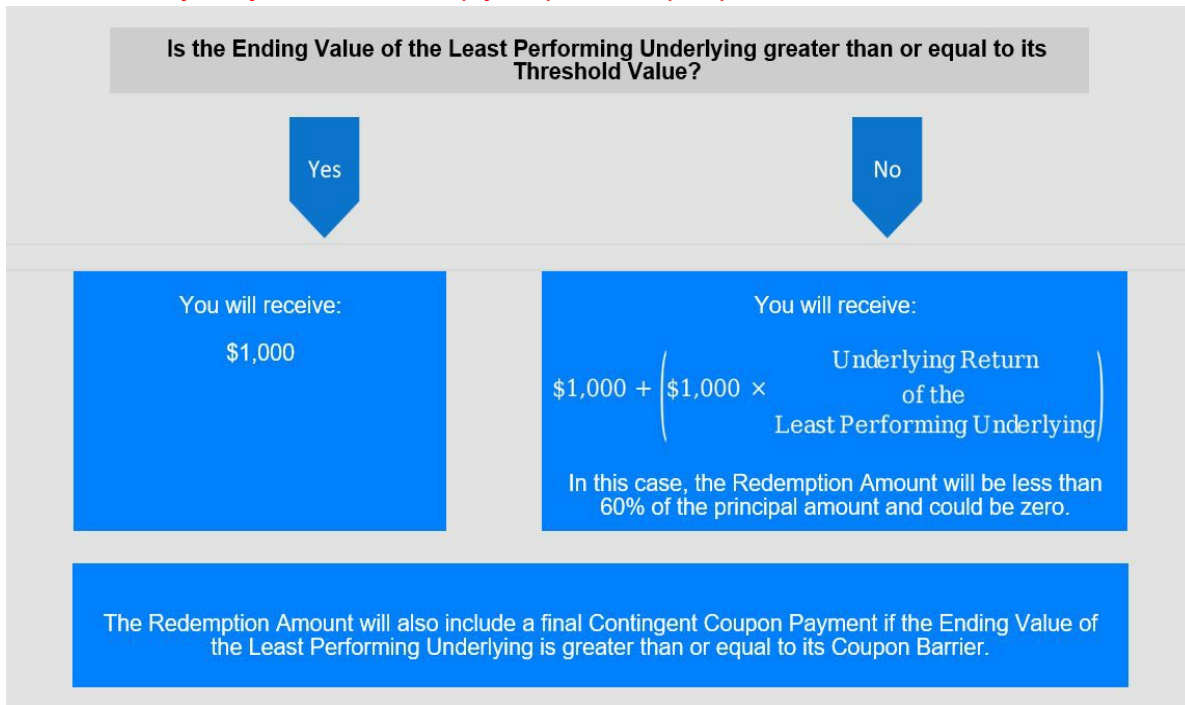 Is the Ending Value of the Least Performing Underlying greater than or equal to its
Threshold Value?
Yes
No
You will receive:
$1,000
You will receive:
$1,000 + ($1,000 × Underlying Return
of the
Least Performing Underlying)
In this case, the Redemption Amount will be less than
60% of the principal amount and could be zero.
The Redemption Amount will also include a final Contingent Coupon Payment if the Ending Value of
the Least Performing Underlying is greater than or equal to its Coupon Barrier.